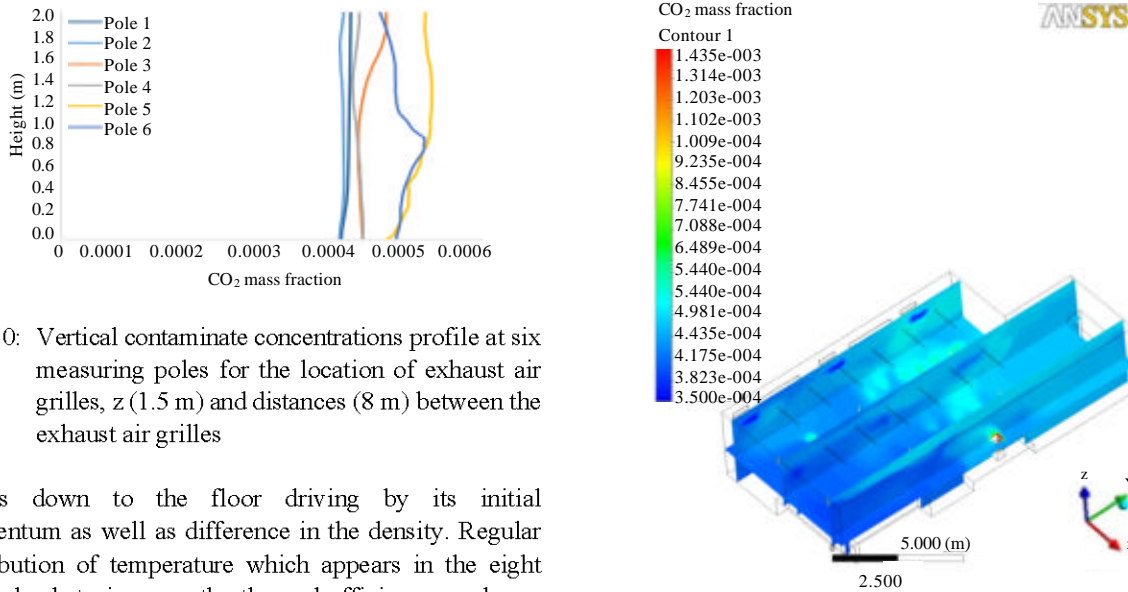 2.0
1.8
1.6
1.4
1.2
1.0
0.8
0.6
0.4
0.2
0.0
Height (m)
Pole 1
Pole 2
Pole 3
Pole 4
Pole 5
Pole 6
0 0.0001 0.0002 0.0003 0.0004 0.0005 0.0006
CO2 mass fraction
0: Vertical contaminate concentrations profile at six
measuring poles for the location of exhaust air
grilles, z (1.5 m) and distances (8 m) between the
exhaust air grilles
s down to the floor driving by its initial
entum as well as difference in the density. Regular
bution of temperature which appears in the eight
CO2 mass fraction
Contour 1
1.435e-003
1.314e-003
1.203e-003
1.102e-003
1.009e-004
9.235e-004
8.455e-004
7.741e-004
7.088e-004
6.489e-004
5.440e-004
5.440e-004
4.981e-004
4.435e-004
4.175e-004
3.823e-004
3.500e-004
ANSYS
z
5.000 (m)
2.500